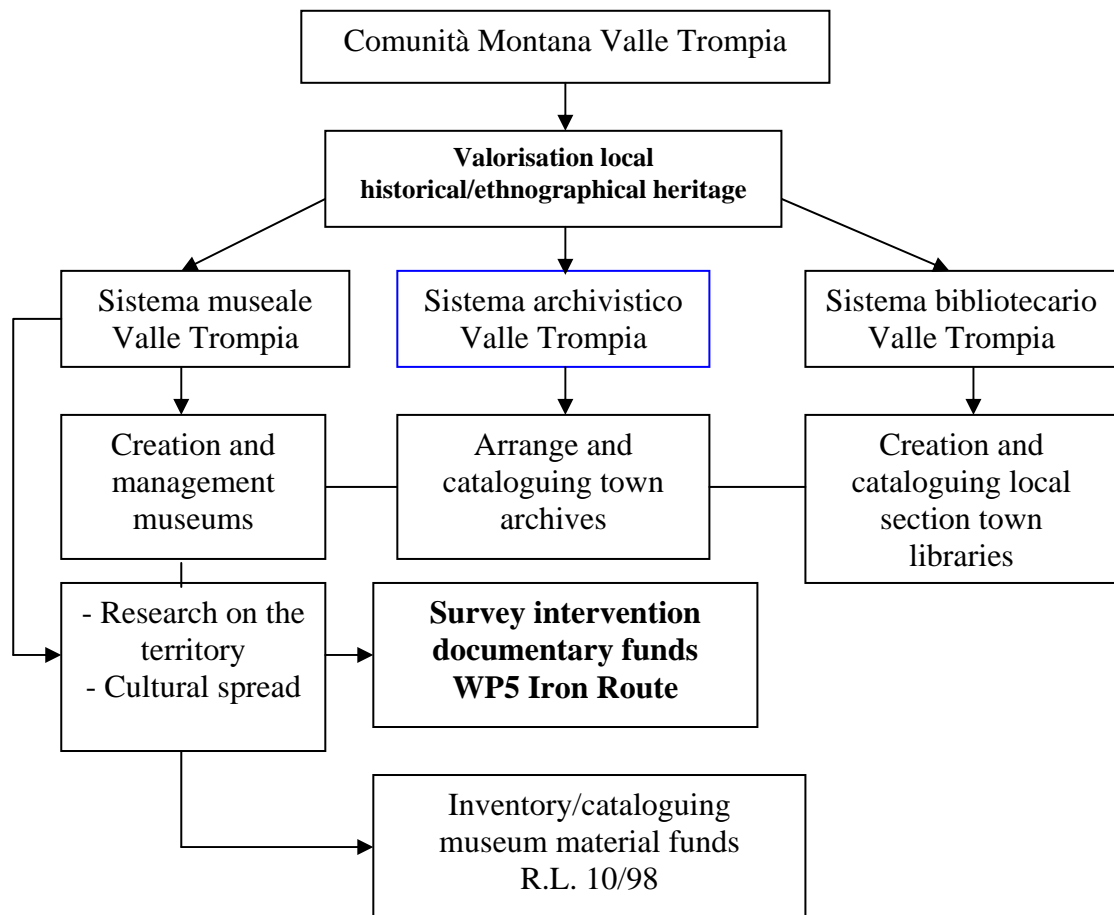 Comunità Montana Valle Trompia
Valorisation local
historical/ethnographical heritage
Sistema museale
Valle Trompia
Sistema archivistico
Valle Trompia
Sistema bibliotecario
Valle Trompia
Creation and
management
museums
Arrange and
cataloguing town
archives
Creation and
cataloguing local
section town
libraries
- Research on the
territory
- Cultural spread
Survey intervention
documentary funds
WP5 Iron Route
Inventory/cataloguing
museum material funds
R.L. 10/98